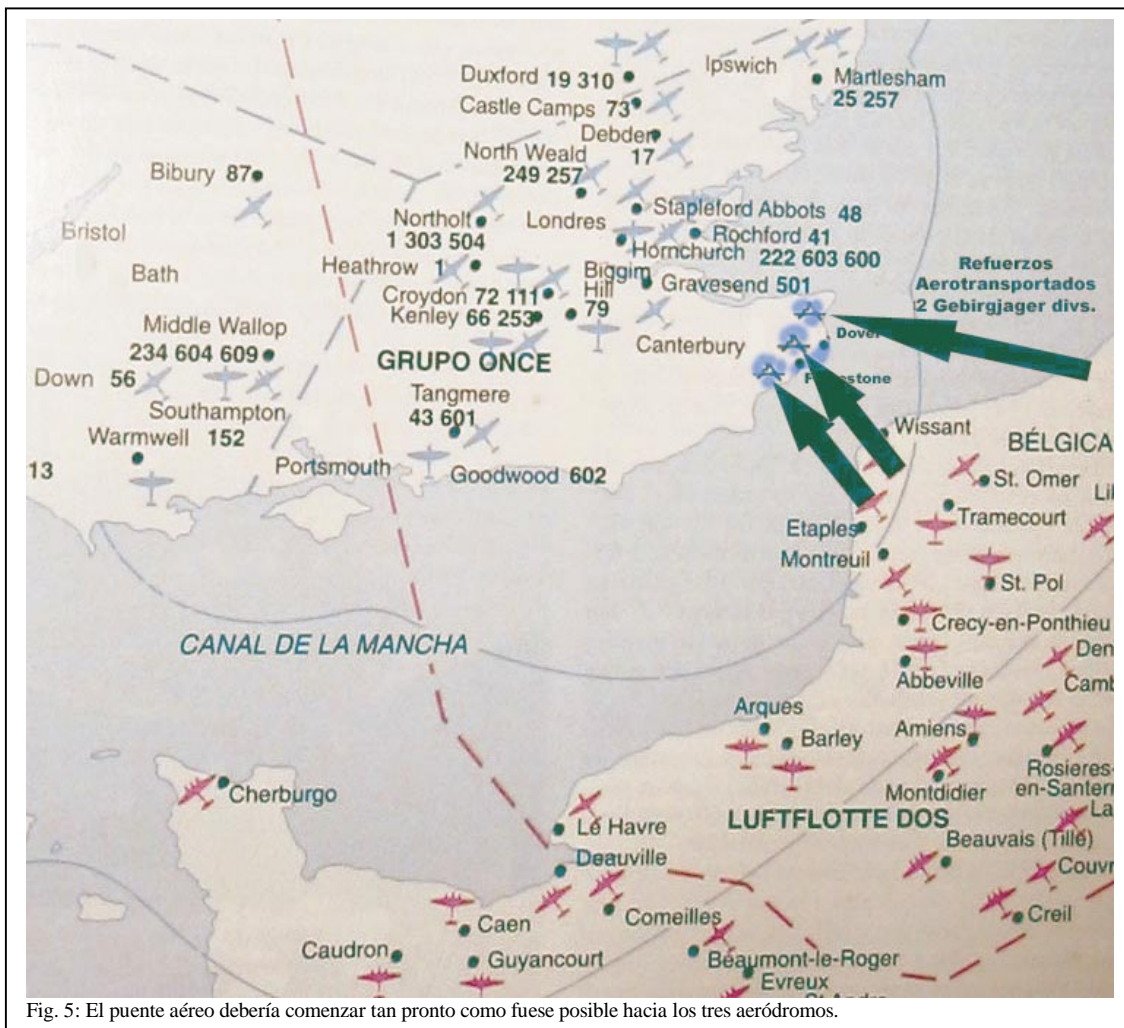 Duxford 19 310
Ipswich
Martlesham
25 257
Castle Camps 73
Debden
17
North Weald
249 257
Bibury 87
Stapleford Abbots 48
Northolt
1 303 504
Londres
Rochford 41
Hornchurch 222 603 600
Bristol
Bath
Heathrow 1
Biggim
Hill
79
Gravesend 501
Croydon 72 111
Kenley 66 253
Refuerzos
Aerotransportados
2 Gebirgjager divs.
Middle Wallop
234 604 609
Canterbury
Dover
GRUPO ONCE
Down 56
Tangmere
43 601
Southampton
Warmwell 152
Portsmouth
Goodwood 602
13
Wissant
BÉLGICA
St. Omer
Tramecourt
Etaples
Montreuil
St. Pol
CANAL DE LA MANCHA
Crecy-en-Ponthieu
Abbeville
Arques
Barley
Amiens
Rosieres-
en-Santerr
Montdidier
Cherburgo
Le Havre
LUFTFLOTTE DOS
Beauvais (Tille)
Couvr
Deauville
Creil
Comeilles
Caen
Caudron
Guyancourt
Beaumont-le-Roger
Evreux
Fig. 5: El puente aéreo debería comenzar tan pronto como fuese posible hacia los tres aeródromos.